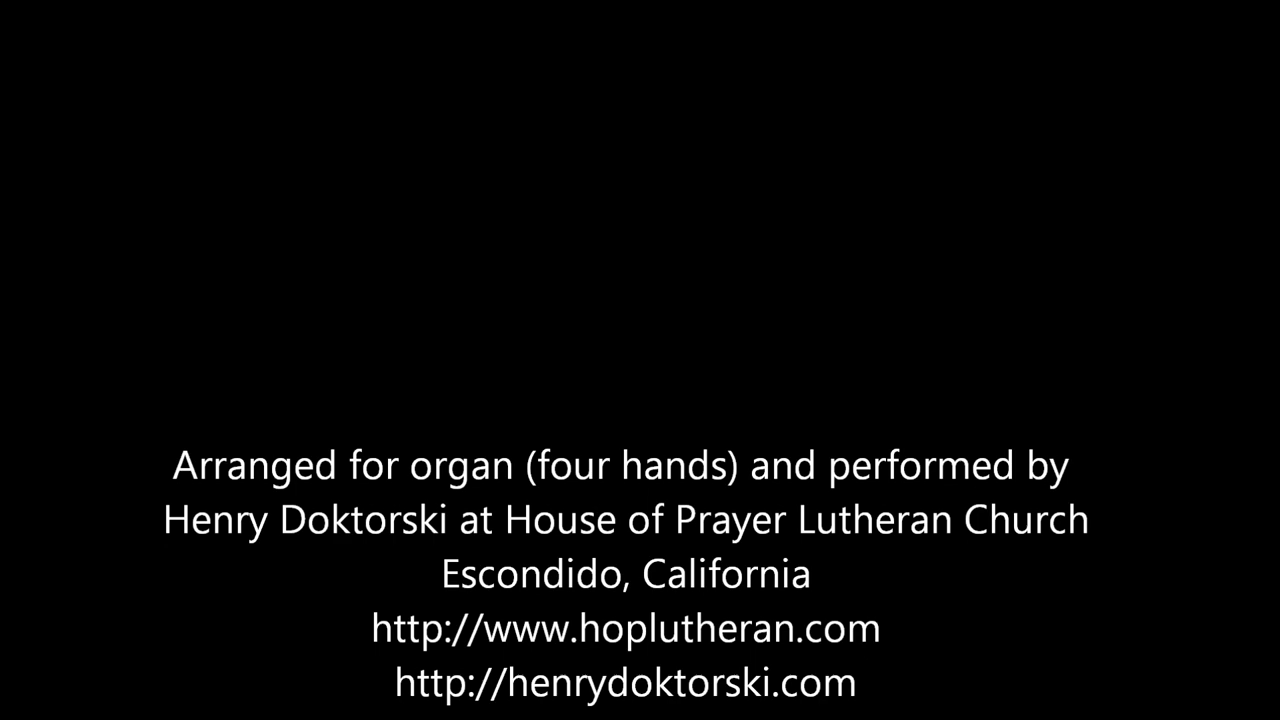 Arranged for organ (four hands) and performed by
Henry Doktorski at House of Prayer Lutheran Church
Escondido, California
http://www.hoplutheran.com
http://henrydoktorski.com